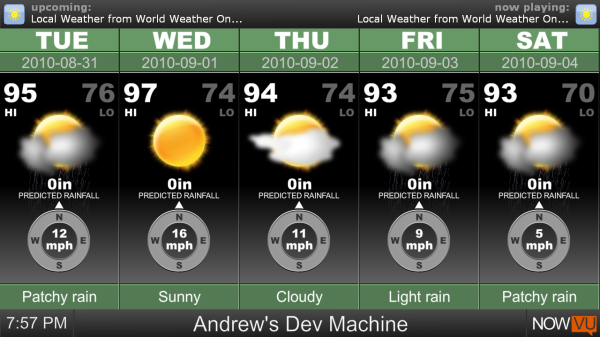 upcoming:
Local Weather from World Weather On...
now playing:
Local Weather from World Weather On...
TUE WED THU FRI SAT
2010-08-31 2010-09-01 2010-09-02 2010-09-03 2010-09-04
95 76 97 74 94 74 93 75 93 70
HI LO HI LO HI LO HI LO HI LO
0in 0in 0in 0in 0in
PREDICTED RAINFALL PREDICTED RAINFALL PREDICTED RAINFALL PREDICTED RAINFALL PREDICTED RAINFALL
N N N N N
W 12 E W 16 E W 11 E W 9 E W 5 E
mph mph mph mph mph
S S S S S
Patchy rain Sunny Cloudy Light rain Patchy rain
7:57 PM Andrew's Dev Machine NOWVU